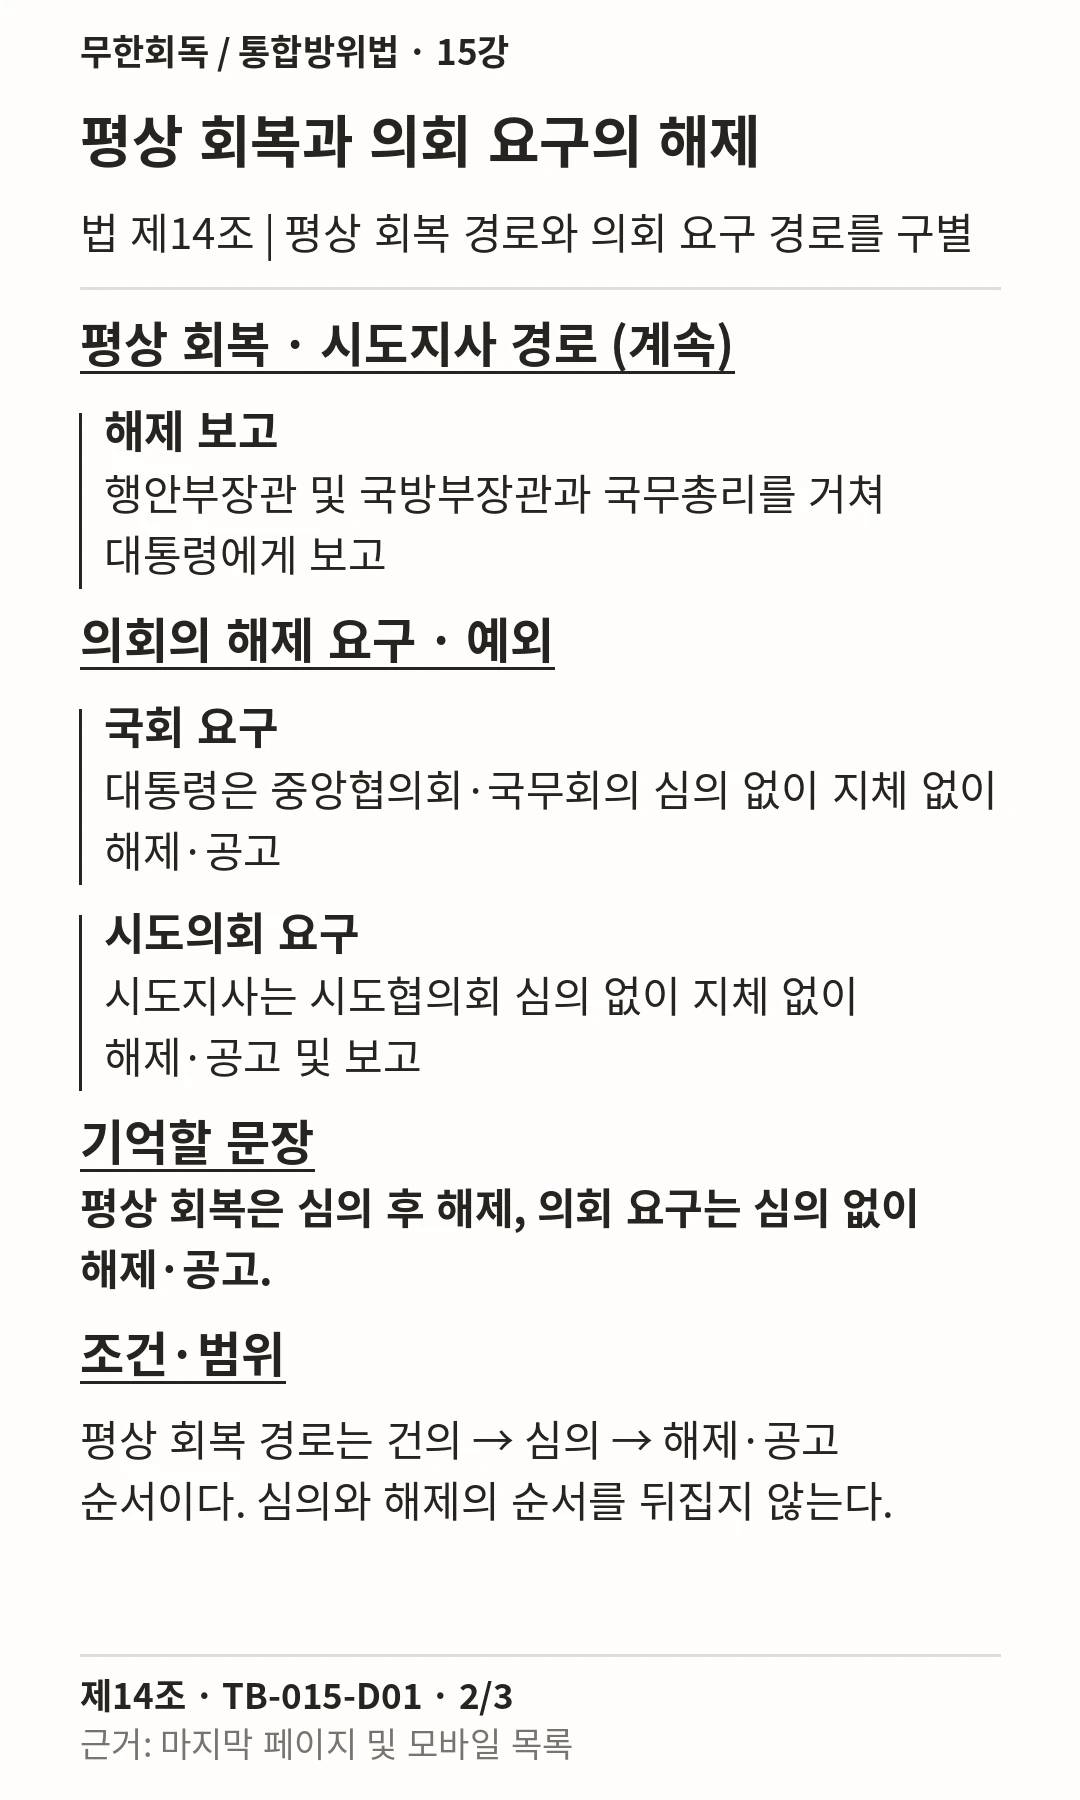 무한회독 / 통합방위법 · 15강
평상 회복과 의회 요구의 해제
법 제14조 | 평상 회복 경로와 의회 요구 경로를 구별
평상 회복 · 시도지사 경로 (계속)
해제 보고
행안부장관 및 국방부장관과 국무총리를 거쳐
대통령에게 보고
의회의 해제 요구 · 예외
국회 요구
대통령은 중앙협의회·국무회의 심의 없이 지체 없이
해제·공고
시도의회 요구
시도지사는 시도협의회 심의 없이 지체 없이
해제·공고 및 보고
기억할 문장
평상 회복은 심의 후 해제, 의회 요구는 심의 없이
해제·공고.
조건·범위
평상 회복 경로는 건의 → 심의 → 해제·공고
순서이다. 심의와 해제의 순서를 뒤집지 않는다.
제14조 · TB-015-D01 · 2/3
근거: 마지막 페이지 및 모바일 목록